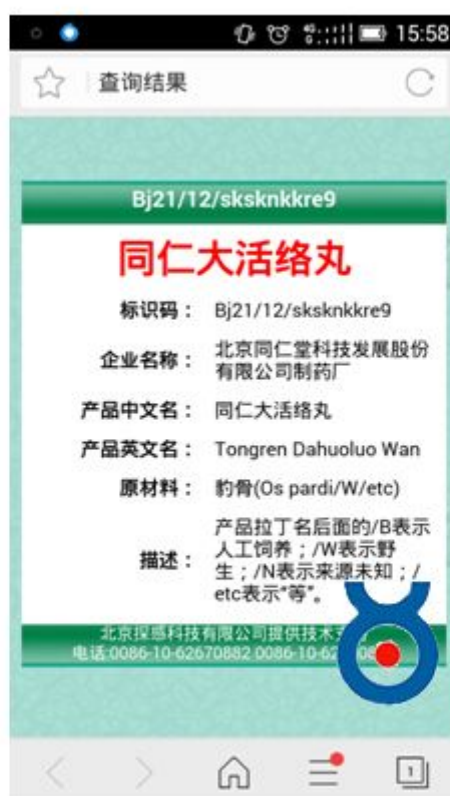 15:58
查询结果
Bj21/12/sksknkkre9
同仁大活络丸
标识码： Bj21/12/sksknkkre9
企业名称： 北京同仁堂科技发展股份
有限公司制药厂
产品中文名： 同仁大活络丸
产品英文名： Tongren Dahuoluo Wan
原材料： 豹骨(Os pardi/W/etc)
描述： 产品拉丁名后面的/B表示
人工饲养；/W表示野
生；/N表示来源未知；/
etc表示“等”。
北京探感科技有限公司提供技术
电话:0086-10-62670882 0086-10-62
1